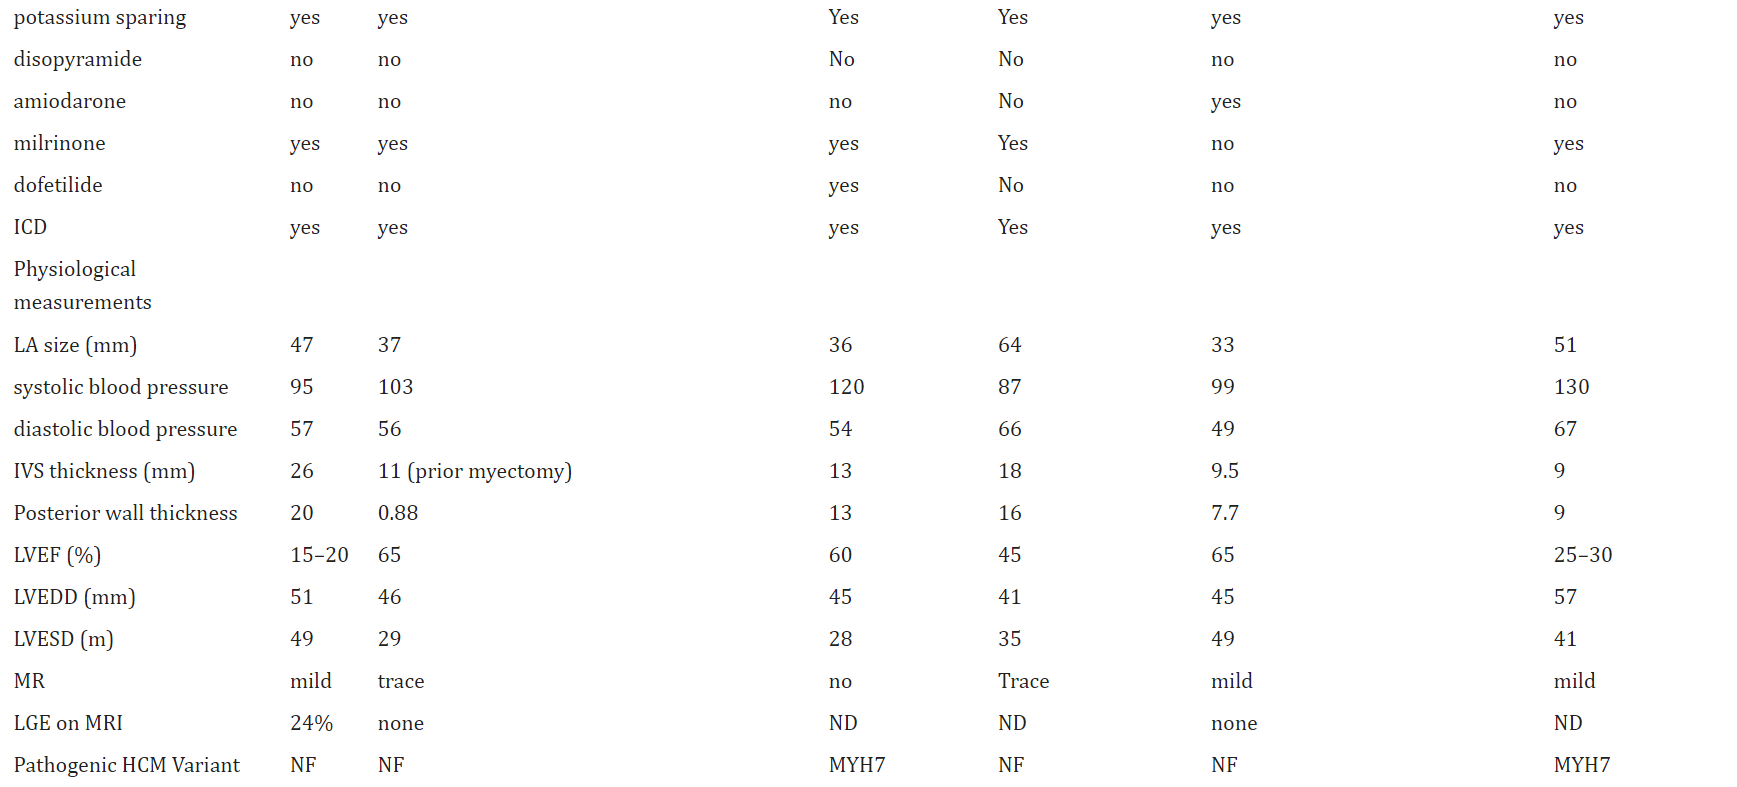 potassium sparing yes yes Yes Yes yes yes
disopyramide no no No No no no
amiodarone no no no No yes no
milrinone yes yes yes Yes no yes
dofetilide no no yes No no no
ICD yes yes yes Yes yes yes
Physiological
measurements
LA size (mm) 47 37 36 64 33 51
systolic blood pressure 95 103 120 87 99 130
diastolic blood pressure 57 56 54 66 49 67
IVS thickness (mm) 26 11 (prior myectomy) 13 18 9.5 9
Posterior wall thickness 20 0.88 13 16 7.7 9
LVEF (%) 15–20 65 60 45 65 25–30
LVEDD (mm) 51 46 45 41 45 57
LVESD (m) 49 29 28 35 49 41
MR mild trace no Trace mild mild
LGE on MRI 24% none ND ND none ND
Pathogenic HCM Variant NF NF MYH7 NF NF MYH7